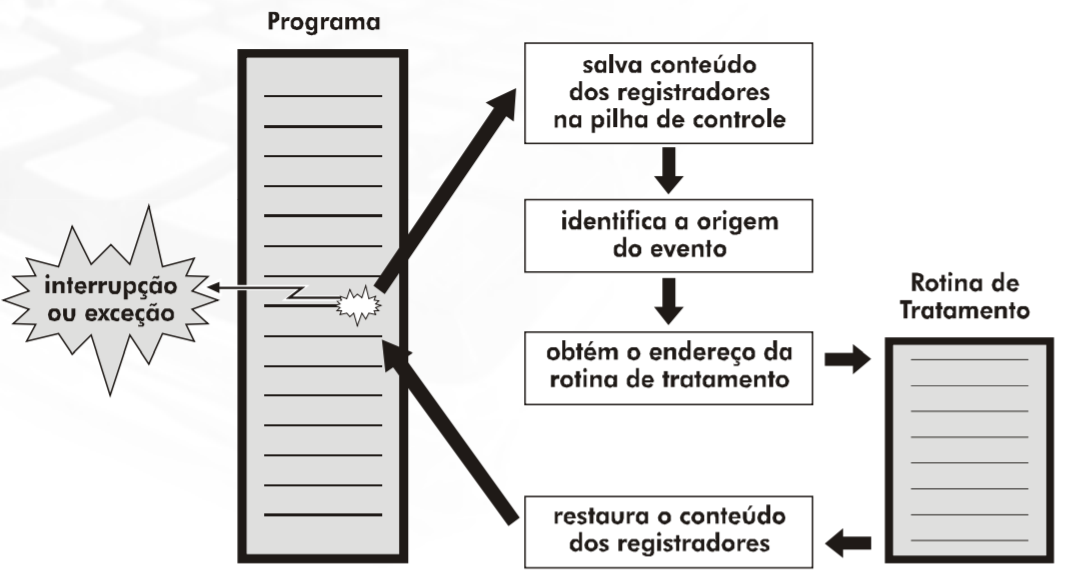 Programa
salva conteúdo
dos registradores
na pilha de controle
identifica a origem
do evento
interrupção
ou exceção
obtém o endereço da
rotina de tratamento
Rotina de
Tratamento
restaura o conteúdo
dos registradores